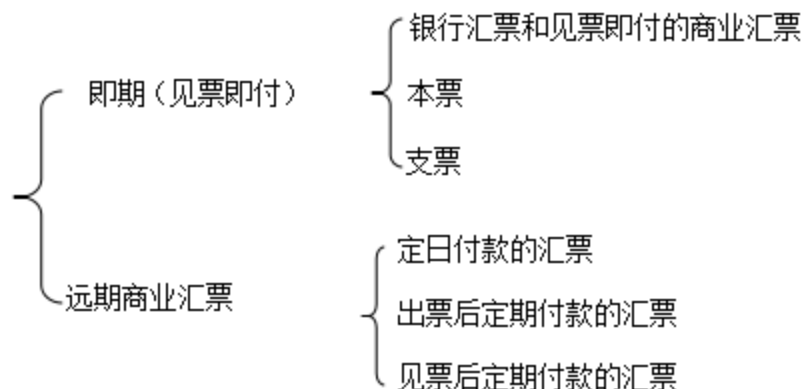 银行汇票和见票即付的商业汇票
即期（见票即付）
本票
支票
定日付款的汇票
远期商业汇票
出票后定期付款的汇票
见票后定期付款的汇票